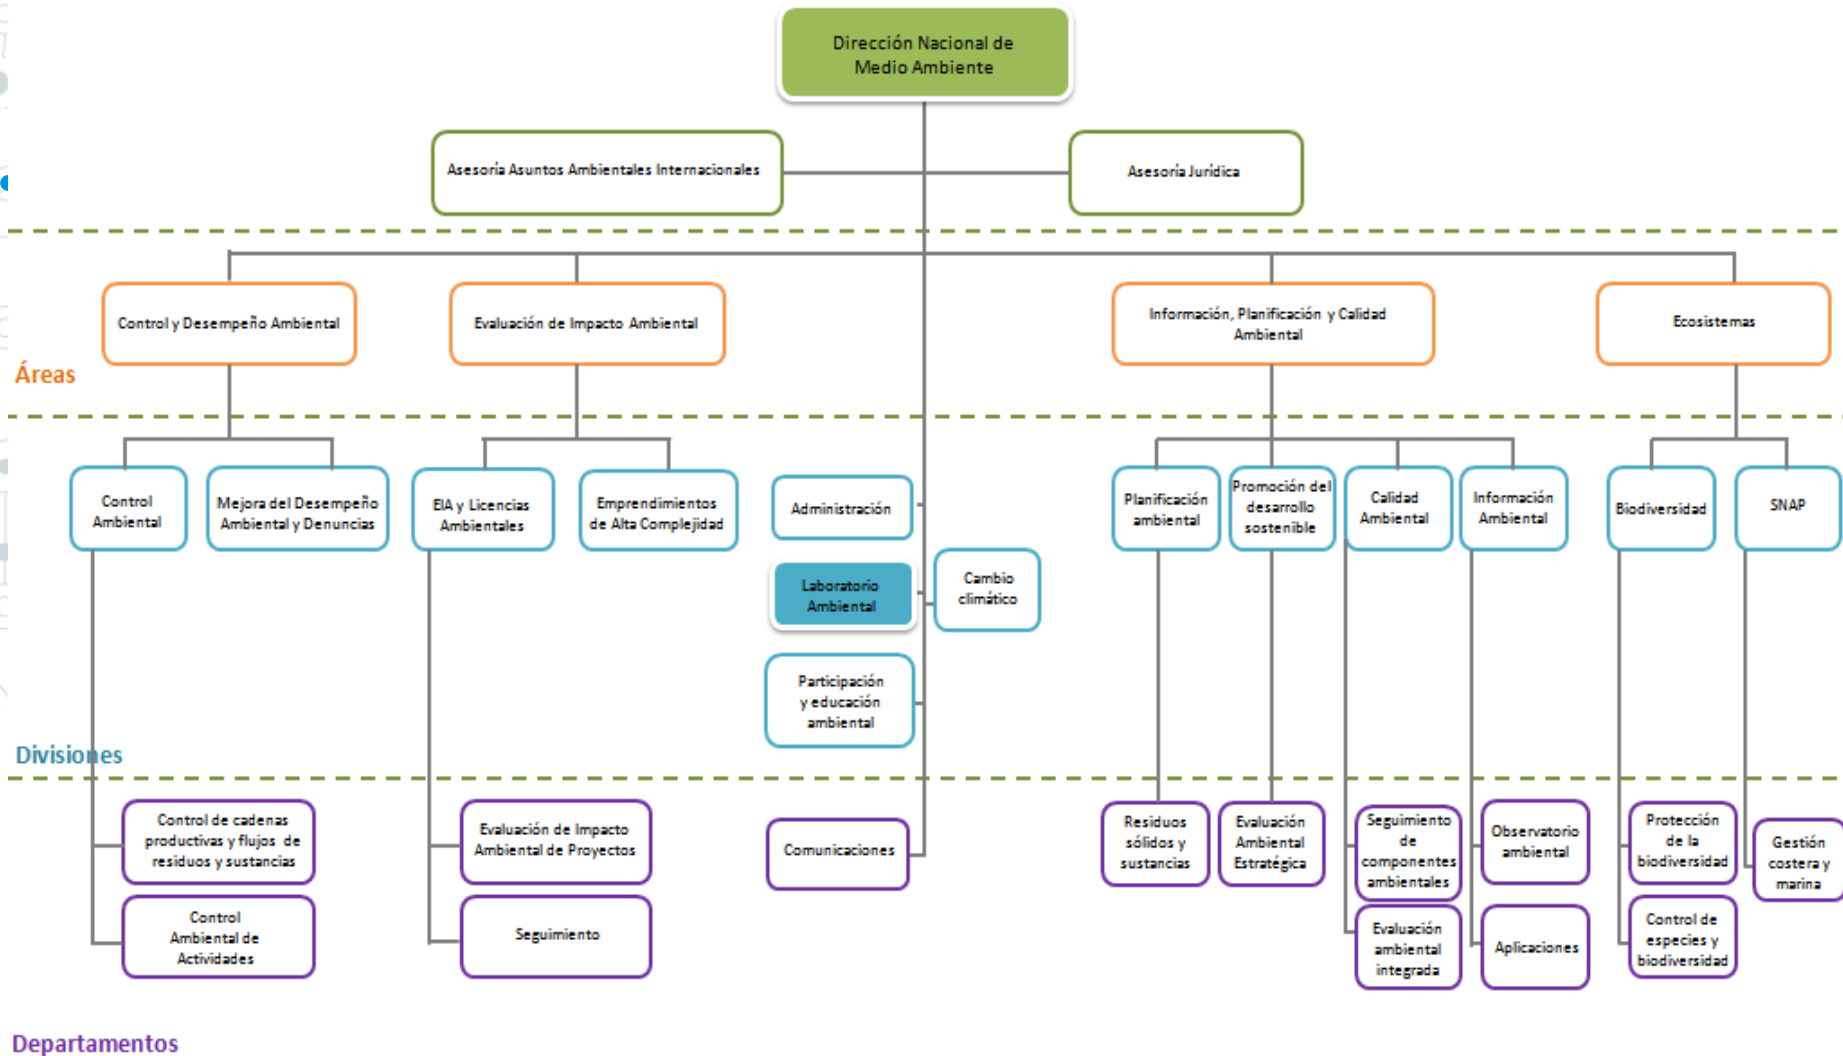 Dirección Nacional de
Medio Ambiente
Asesoría Asuntos Ambientales Internacionales
Asesoría Jurídica
Control y Desempeño Ambiental
Evaluación de Impacto Ambiental
Información, Planificación y Calidad
Ambiental
Ecosistemas
Áreas
Control
Ambiental
Mejora del Desempeño
Ambiental y Denuncias
EIA y Licencias
Ambientales
Emprendimientos
de Alta Complejidad
Administración
Laboratorio
Ambiental
Cambio
climático
Participación
y educación
ambiental
Planificación
ambiental
Promoción del
desarrollo
sostenible
Calidad
Ambiental
Información
Ambiental
Biodiversidad
SNAP
Divisiones
Control de cadenas
productivas y flujos de
residuos y sustancias
Control
Ambiental de
Actividades
Evaluación de Impacto
Ambiental de Proyectos
Seguimiento
Comunicaciones
Residuos
sólidos y
sustancias
Evaluación
Ambiental
Estratégica
Seguimiento
de
componentes
ambientales
Evaluación
ambiental
integrada
Observatorio
ambiental
Aplicaciones
Protección
de la
biodiversidad
Control de
especies y
biodiversidad
Gestión
costera y
marina
Departamentos